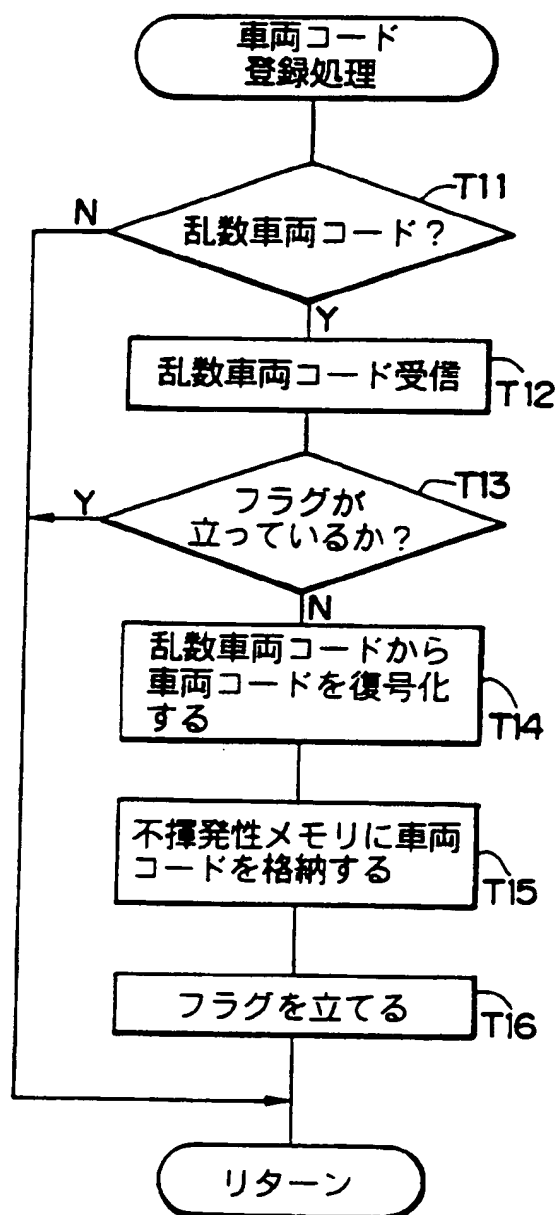 車両コード
登録処理
T11
N
乱数車両コード？
Y
乱数車両コード受信
T12
T13
Y
フラグが
立っているか？
N
乱数車両コードから
車両コードを復号化
する
T14
不揮発性メモリに車両
コードを格納する
T15
フラグを立てる
T16
リターン